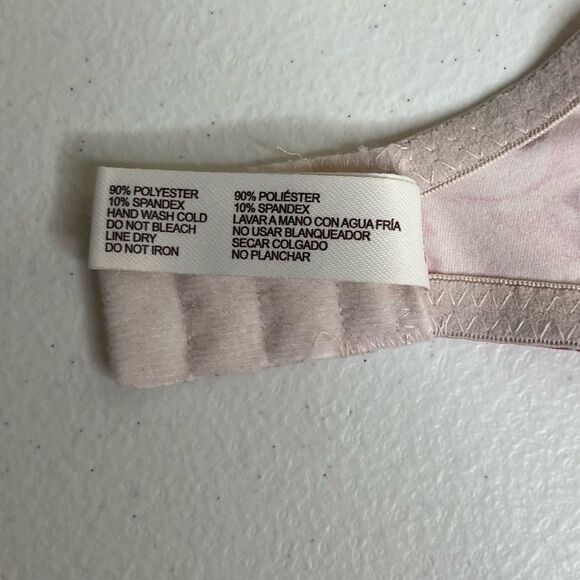 90% POLYESTER
10% SPANDEX
HAND WASH COLD
DO NOT BLEACH
LINE DRY
DO NOT IRON
90% POLIÉSTER
10% SPANDEX
LAVAR A MANO CON AGUA FRÍA
NO USAR BLANQUEADOR
SECAR COLGADO
NO PLANCHAR